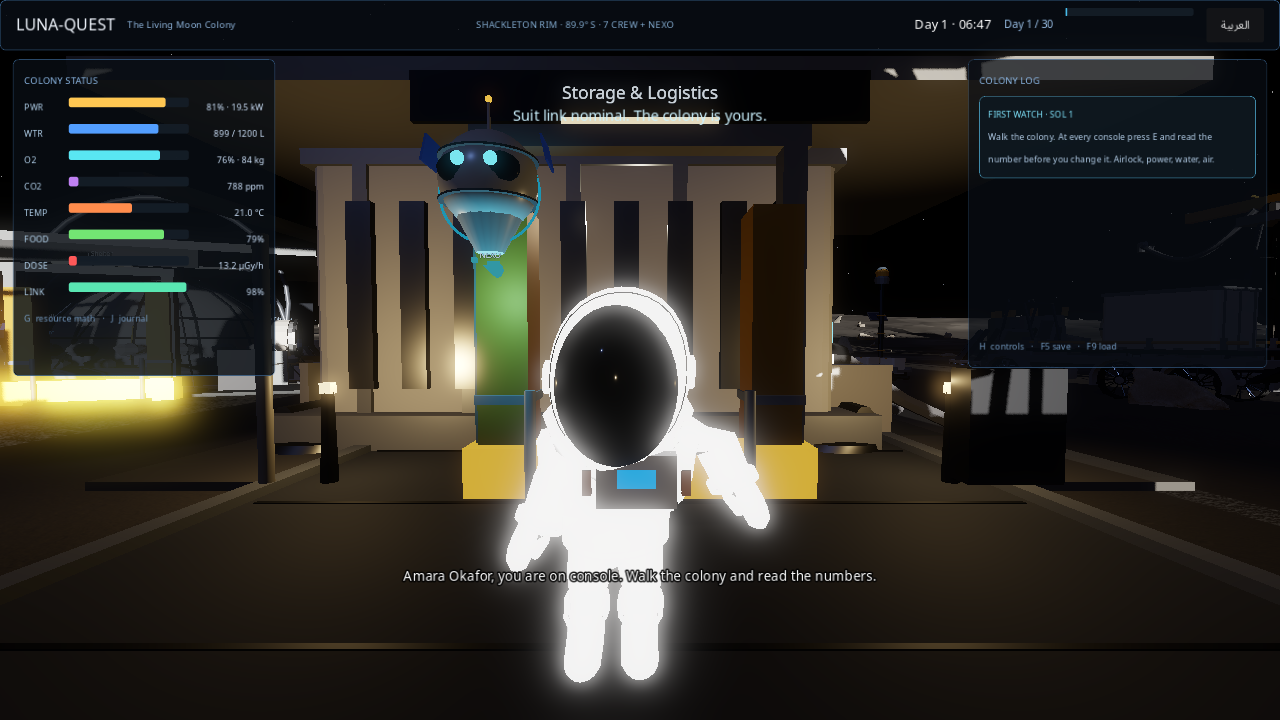 LUNA-QUEST The Living Moon Colony
SHACKLETON RIM · 89.9° S · 7 CREW + NEXO
Day 1 · 06:47 Day 1 / 30
العربية
COLONY STATUS
PWR 81% · 19.5 kW
WTR 899 / 1200 L
O2 76% · 84 kg
CO2 788 ppm
TEMP 21.0 °C
FOOD 79%
DOSE 13.2 µGy/h
LINK 98%
G resource math · J journal
Storage & Logistics
Suit link nominal. The colony is yours.
NEXO
COLONY LOG
FIRST WATCH · SOL 1
Walk the colony. At every console press E and read the
number before you change it. Airlock, power, water, air.
H controls · F5 save · F9 load
Amara Okafor, you are on console. Walk the colony and read the numbers.